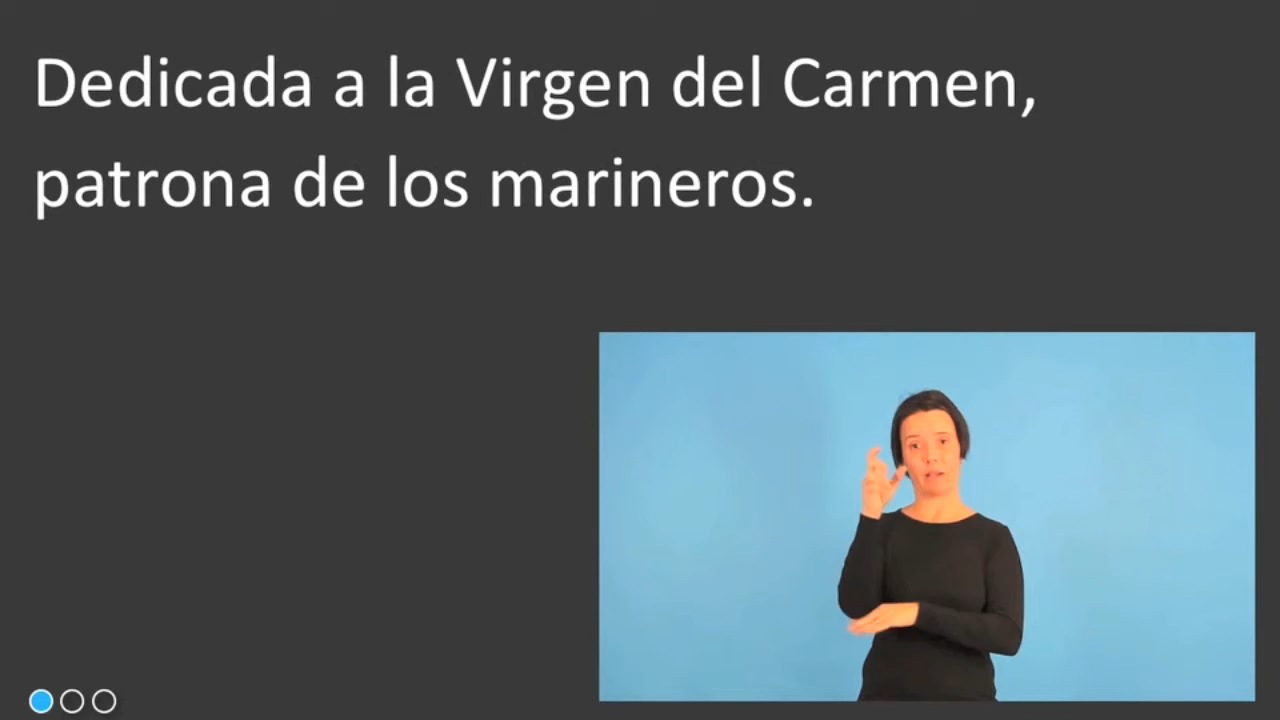 Dedicada a la Virgen del Carmen,
patrona de los marineros.